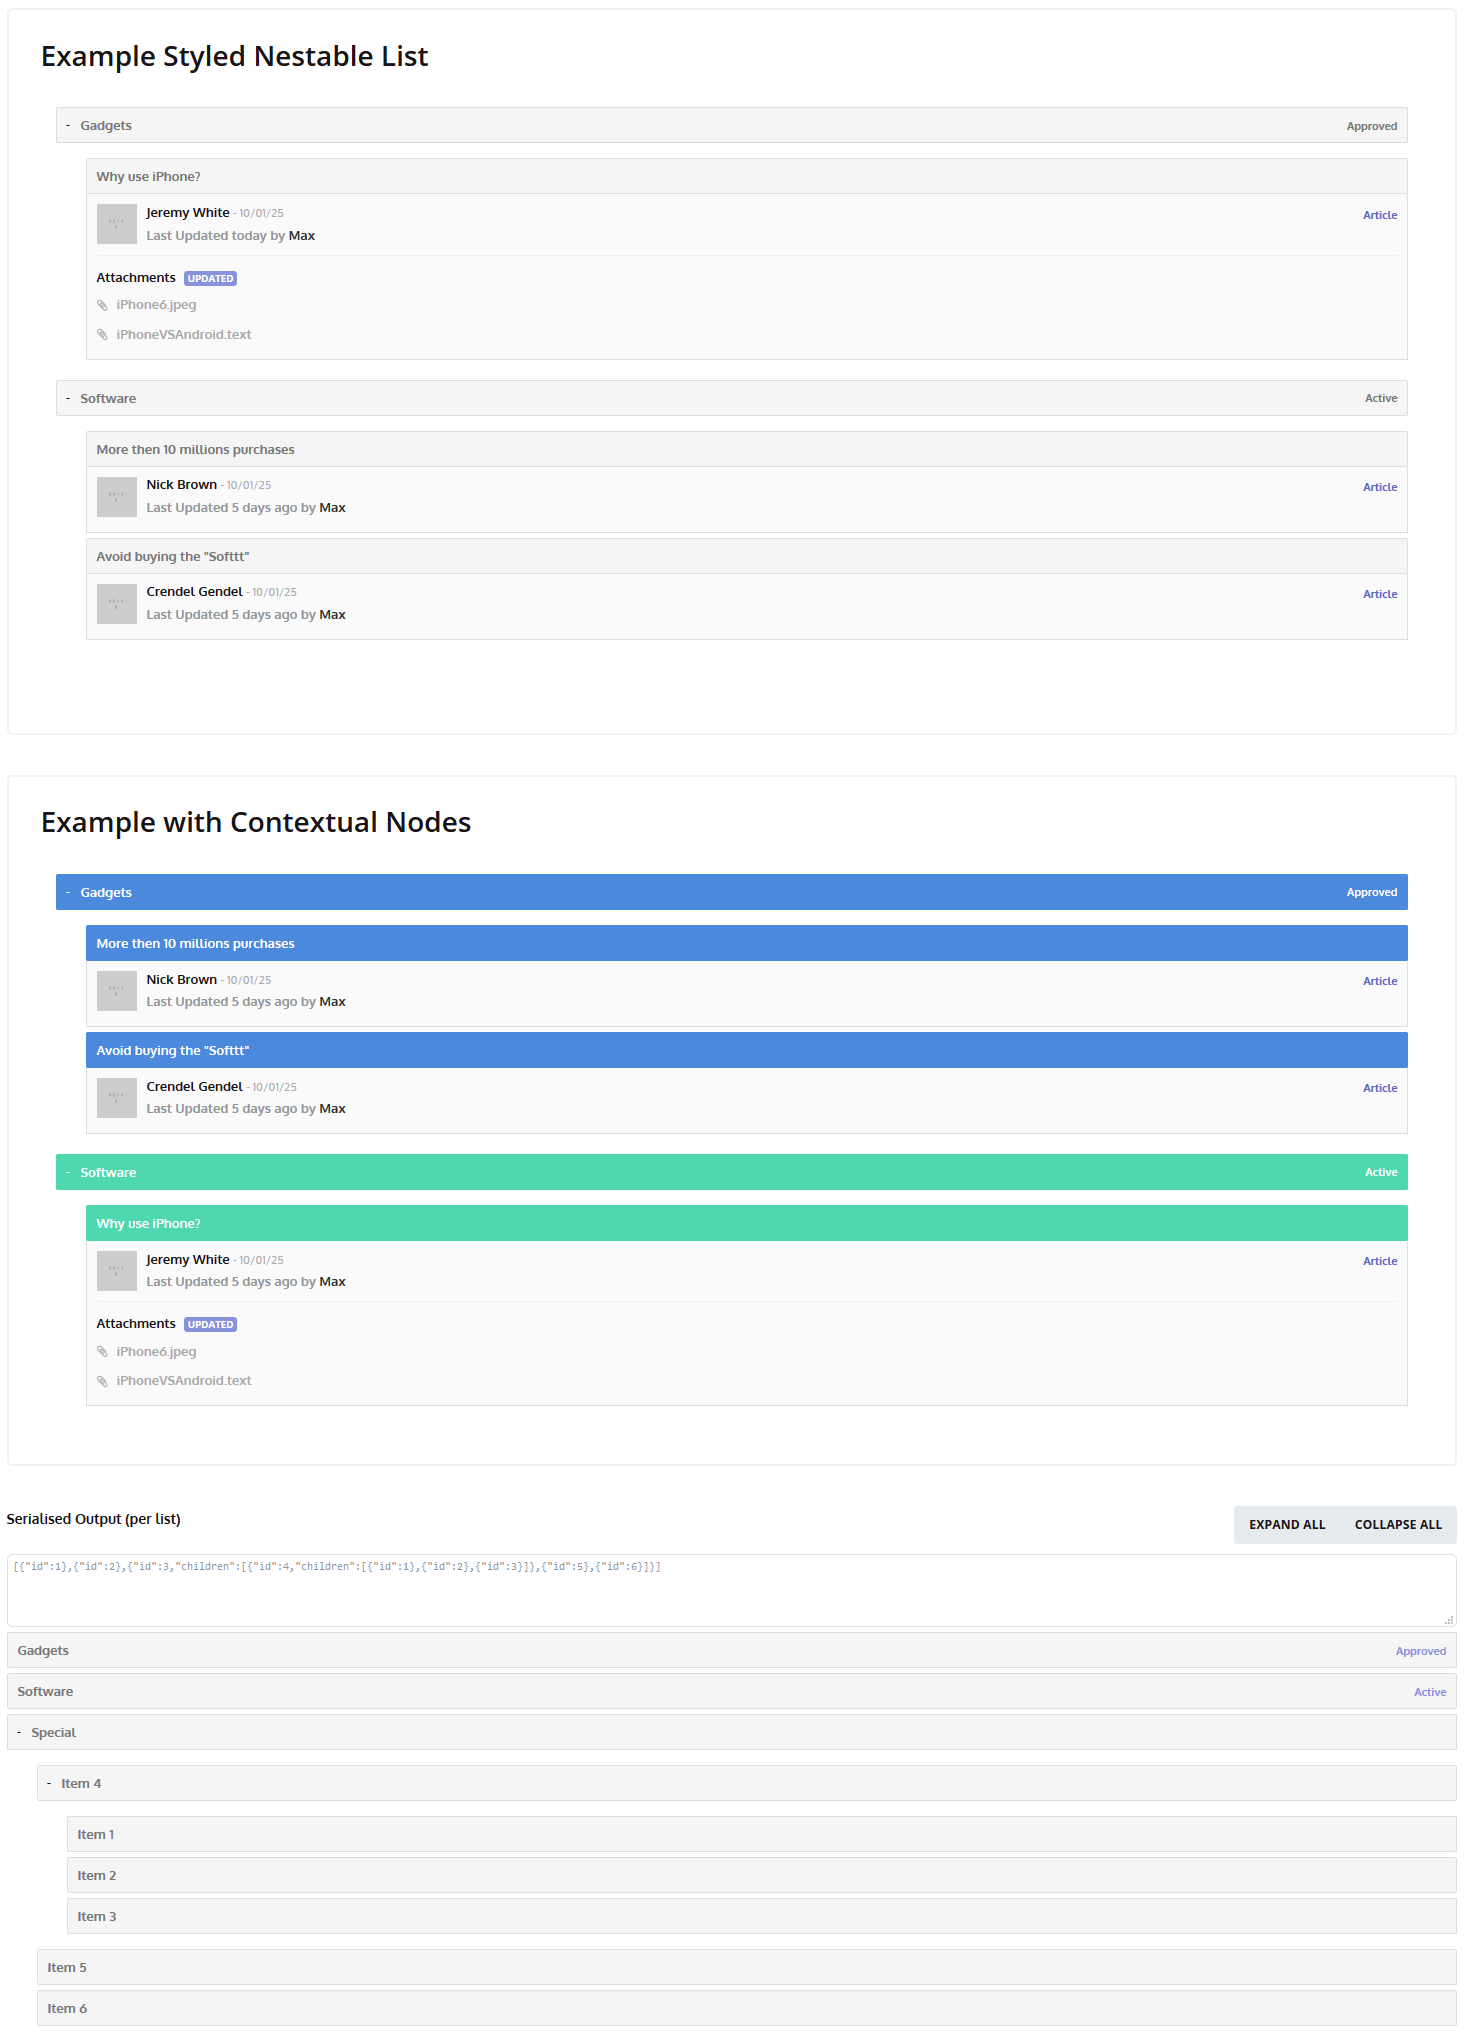 Example Styled Nestable List
- Gadgets Approved
Why use iPhone?
Jeremy White - 10/01/25 Article
Last Updated today by Max
Attachments UPDATED
iPhone6.jpeg
iPhoneVSAndroid.text
- Software Active
More then 10 millions purchases
Nick Brown - 10/01/25 Article
Last Updated 5 days ago by Max
Avoid buying the "Softtt"
Crendel Gendel - 10/01/25 Article
Last Updated 5 days ago by Max
Example with Contextual Nodes
- Gadgets Approved
More then 10 millions purchases
Nick Brown - 10/01/25 Article
Last Updated 5 days ago by Max
Avoid buying the "Softtt"
Crendel Gendel - 10/01/25 Article
Last Updated 5 days ago by Max
- Software Active
Why use iPhone?
Jeremy White - 10/01/25 Article
Last Updated 5 days ago by Max
Attachments UPDATED
iPhone6.jpeg
iPhoneVSAndroid.text
Serialised Output (per list) EXPAND ALL COLLAPSE ALL
[{"id":1},{"id":2},{"id":3,"children":[{"id":4,"children":[{"id":1},{"id":2},{"id":3}]},{"id":5},{"id":6}]}]
Gadgets Approved
Software Active
- Special
- Item 4
Item 1
Item 2
Item 3
Item 5
Item 6